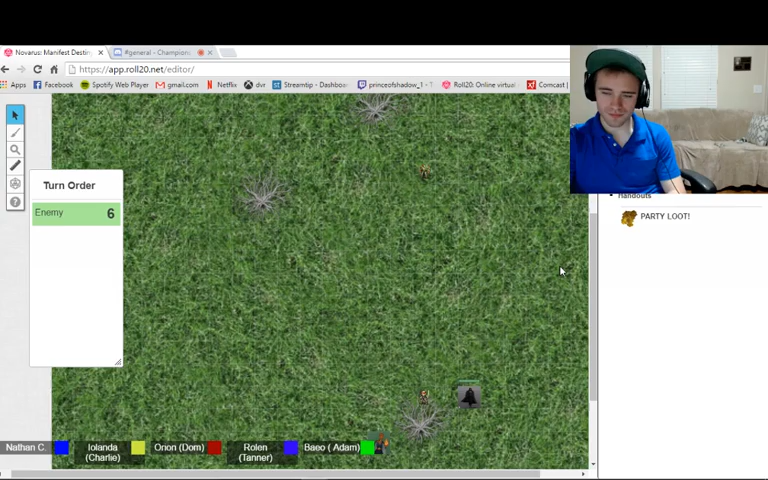 Novarus: Manifest Destin
#general - Champions
https://app.roll20.net/editor/
Apps
Facebook
Spotify Web Player
gmail.com
Netflix
dvr
Streamtip - Dashboa
princeofshadow_1 - T
Roll20: Online virtual
Comcast
Turn Order
Enemy 6
Handouts
PARTY LOOT!
Nathan C
Iolanda
(Charlie)
Orion (Dom)
Rolen
(Tanner)
Baeo ( Adam)